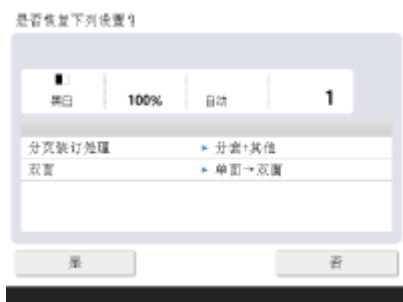 是否恢复下列设置?
黑白 100% 自动 1
分页装订处理 ▸ 分套+其他
双面 ▸ 单面→双面
是 否